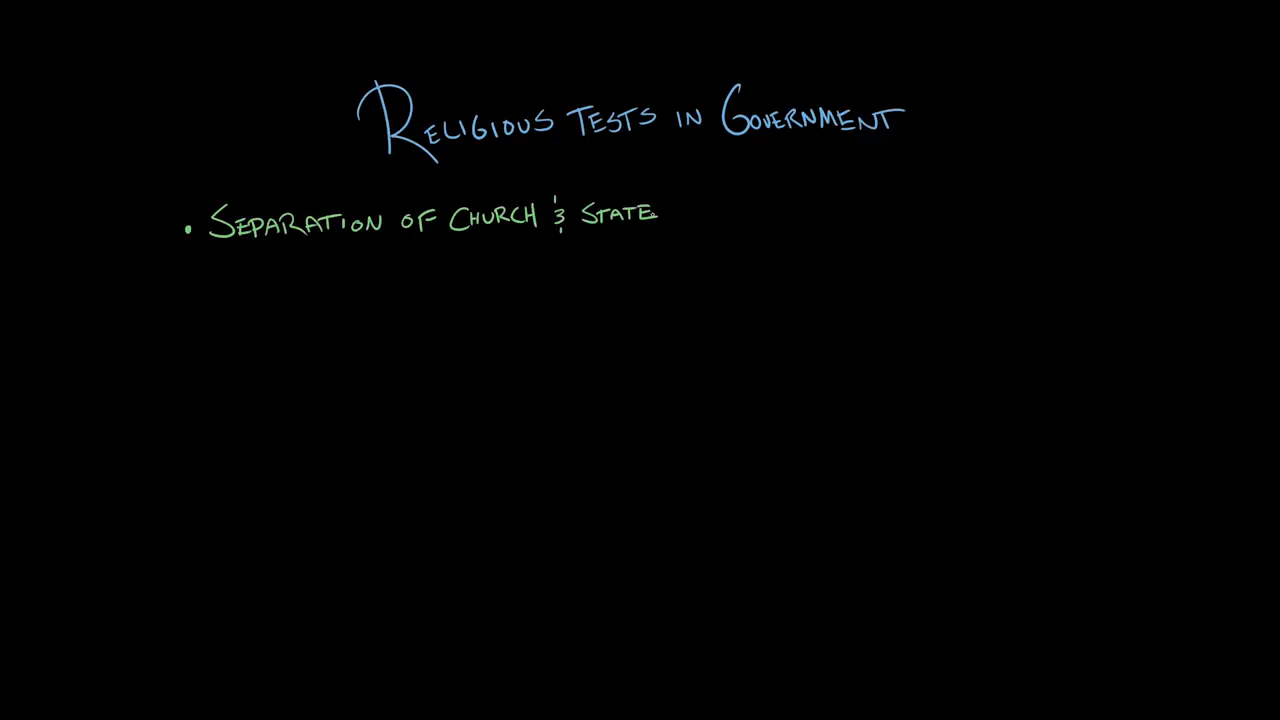 RELIGIOUS TESTS IN GOVERNMENT
• SEPARATION OF CHURCH & STATE